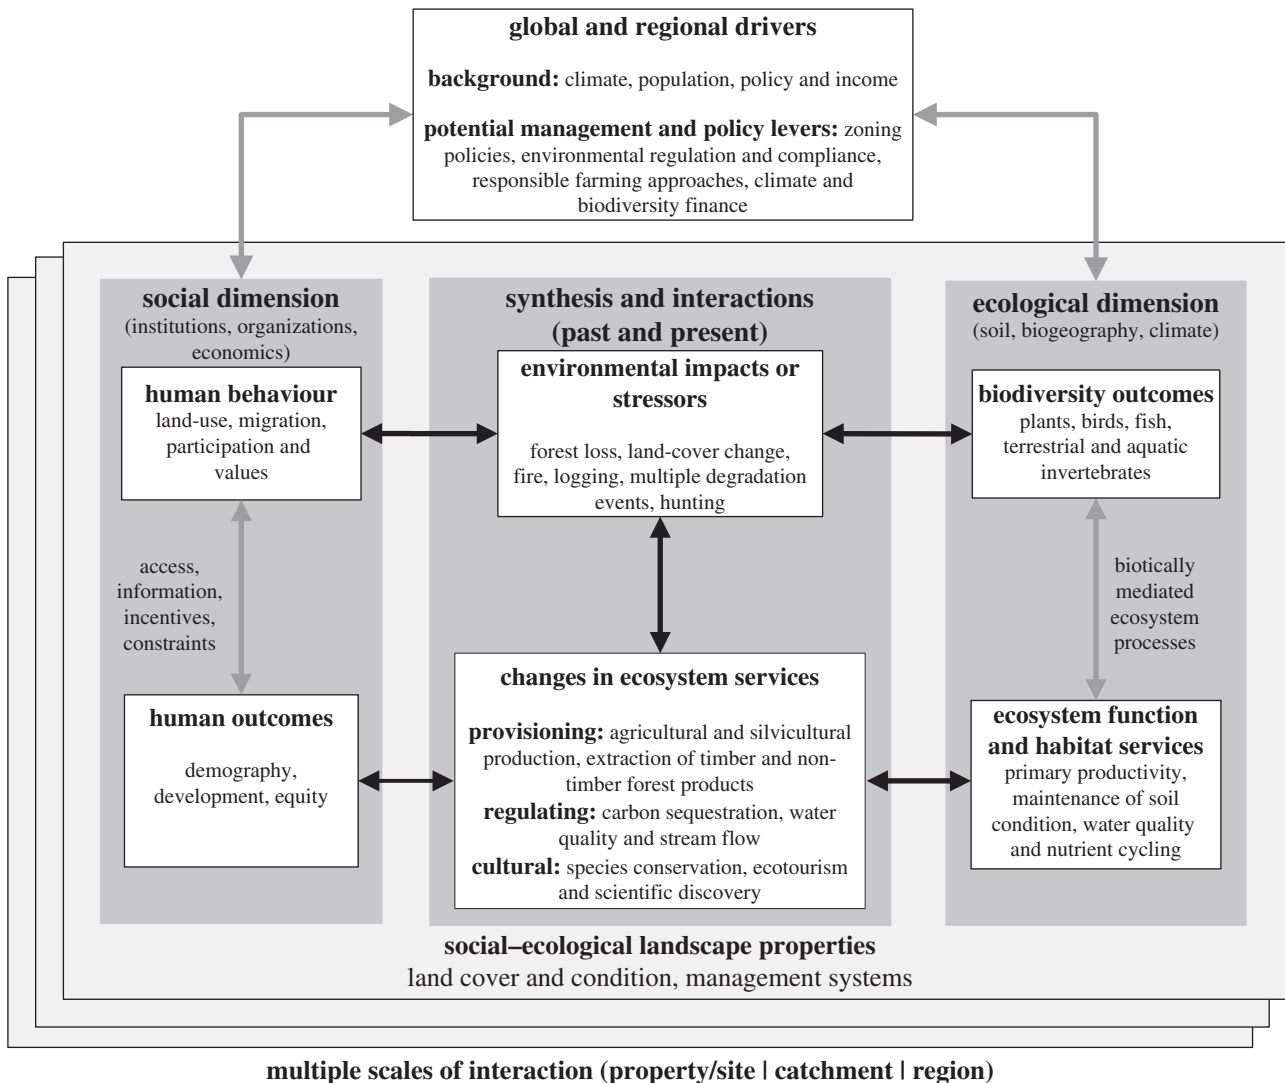 global and regional drivers
background: climate, population, policy and income
potential management and policy levers: zoning
policies, environmental regulation and compliance,
responsible farming approaches, climate and
biodiversity finance
social dimension
(institutions, organizations,
economics)
human behaviour
land-use, migration,
participation and
values
access,
information,
incentives,
constraints
human outcomes
demography,
development, equity
synthesis and interactions
(past and present)
environmental impacts or
stressors
forest loss, land-cover change,
fire, logging, multiple degradation
events, hunting
changes in ecosystem services
provisioning: agricultural and silvicultural
production, extraction of timber and non-
timber forest products
regulating: carbon sequestration, water
quality and stream flow
cultural: species conservation, ecotourism
and scientific discovery
ecological dimension
(soil, biogeography, climate)
biodiversity outcomes
plants, birds, fish,
terrestrial and aquatic
invertebrates
biotically
mediated
ecosystem
processes
ecosystem function
and habitat services
primary productivity,
maintenance of soil
condition, water quality
and nutrient cycling
social–ecological landscape properties
land cover and condition, management systems
multiple scales of interaction (property/site | catchment | region)